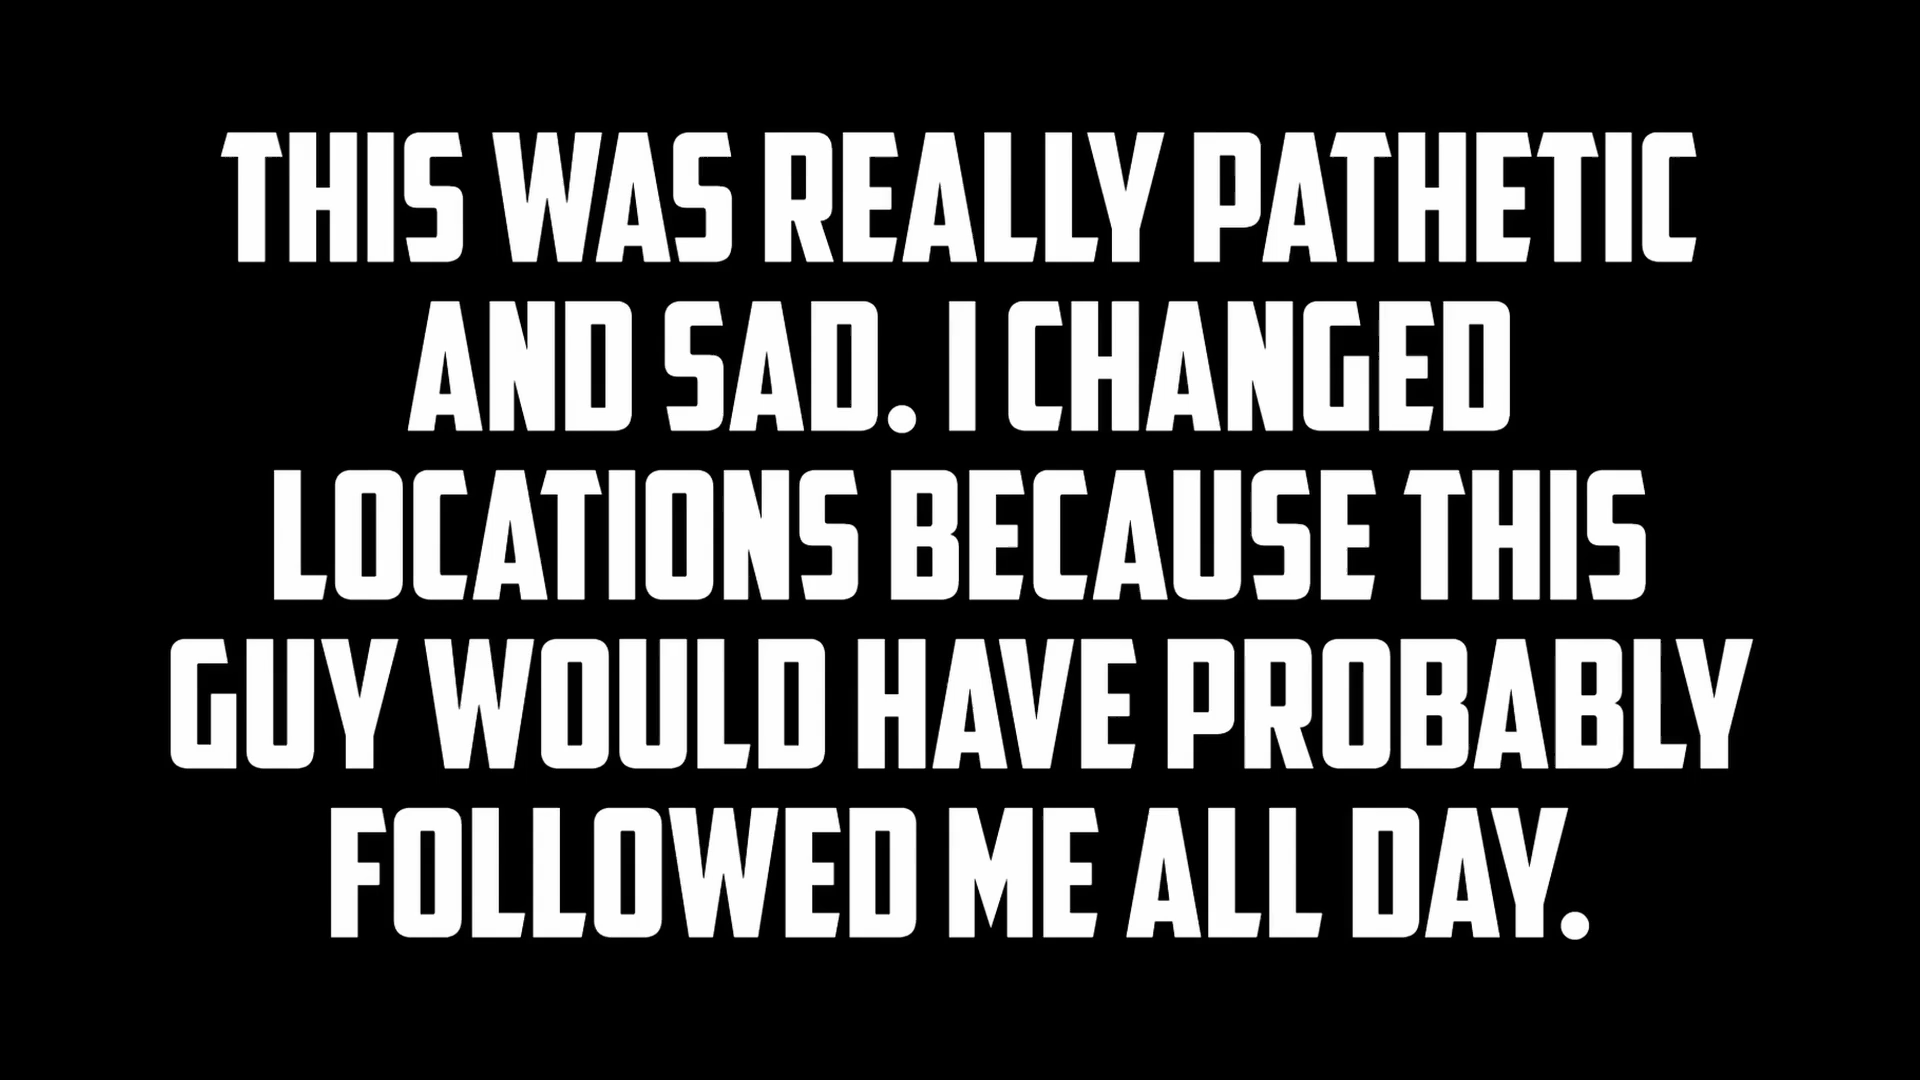 THIS WAS REALLY PATHETIC
AND SAD. I CHANGED
LOCATIONS BECAUSE THIS
GUY WOULD HAVE PROBABLY
FOLLOWED ME ALL DAY.